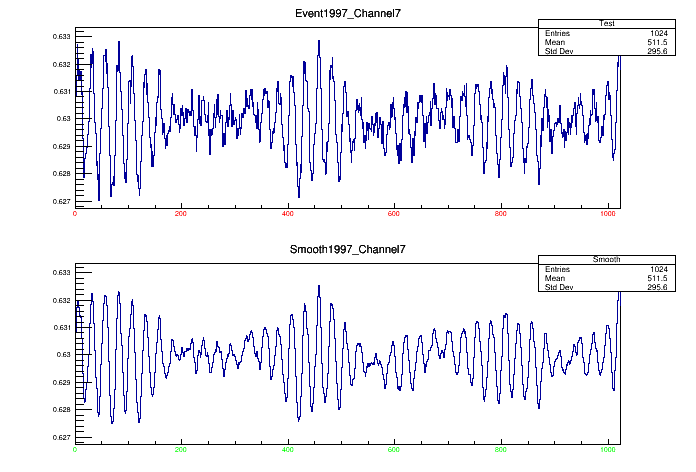 Event1997_Channel7
Test
Entries 1024
Mean 511.5
Std Dev 295.6
0.633
0.632
0.631
0.63
0.629
0.628
0.627
0 200 400 600 800 1000
Smooth1997_Channel7
Smooth
Entries 1024
Mean 511.5
Std Dev 295.6
0.633
0.632
0.631
0.63
0.629
0.628
0.627
0 200 400 600 800 1000